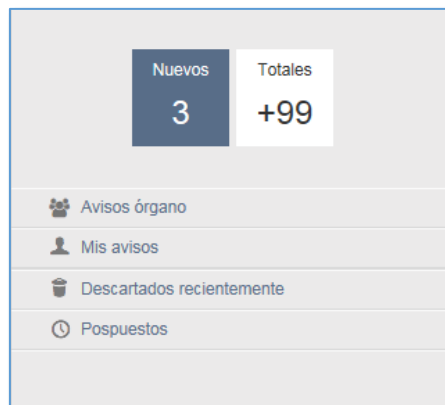 Nuevos Totales
3 +99
Avisos órgano
Mis avisos
Descartados recientemente
Pospuestos